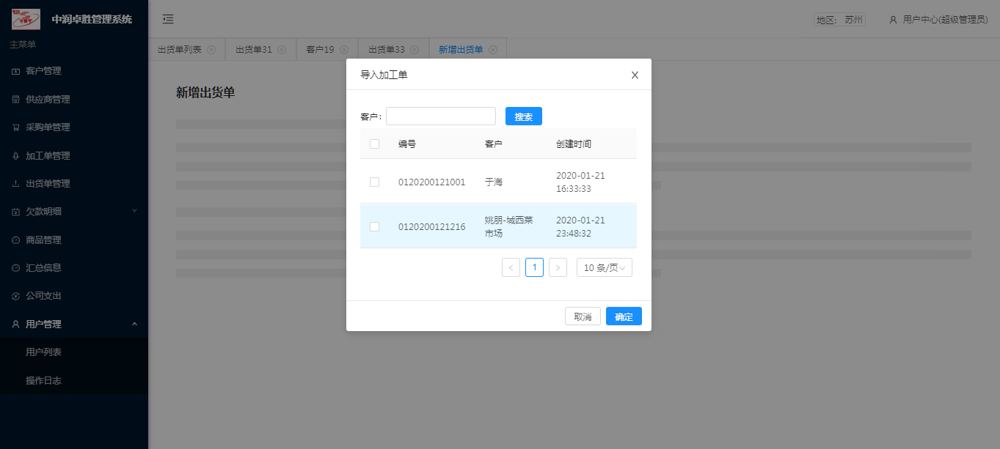 中润卓胜管理系统
地区: 苏州
用户中心(超级管理员)
主菜单
客户管理
供应商管理
采购单管理
加工单管理
出货单管理
欠款明细
商品管理
汇总信息
公司支出
用户管理
用户列表
操作日志
出货单列表
出货单31
客户19
出货单33
新增出货单
新增出货单
导入加工单
客户:
搜索
编号
客户
创建时间
0120200121001
于海
2020-01-21
16:33:33
0120200121216
姚朋-城西菜
市场
2020-01-21
23:48:32
1
10 条/页
取消
确定